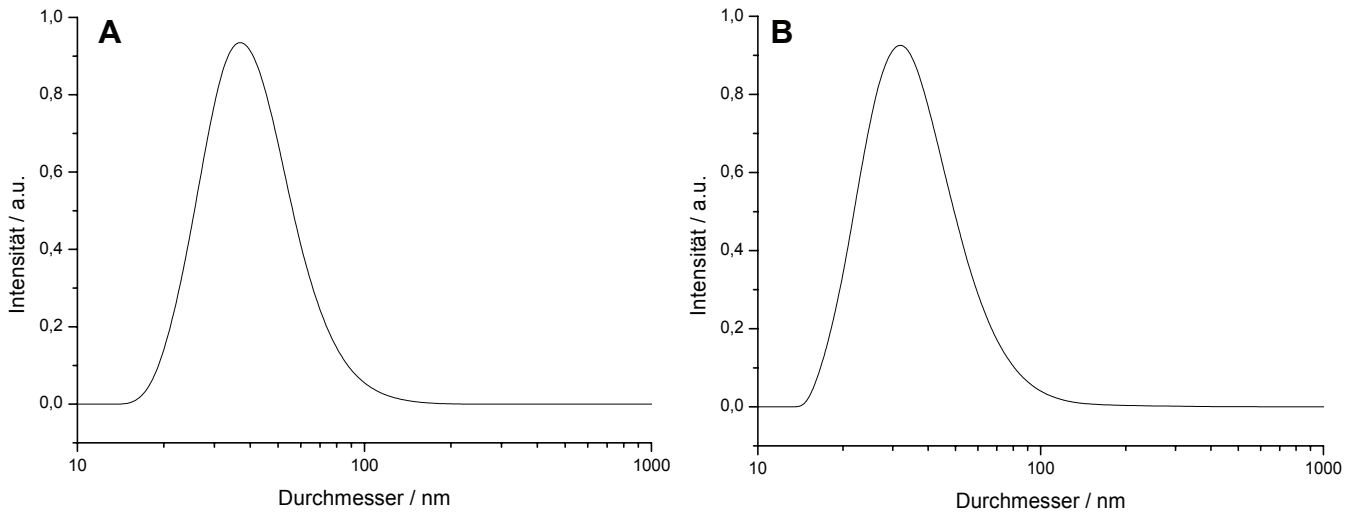 A
1,0
0,8
0,6
0,4
0,2
0,0
Intensität / a.u.
10 100 1000
Durchmesser / nm
B
1,0
0,8
0,6
0,4
0,2
0,0
Intensität / a.u.
10 100 1000
Durchmesser / nm